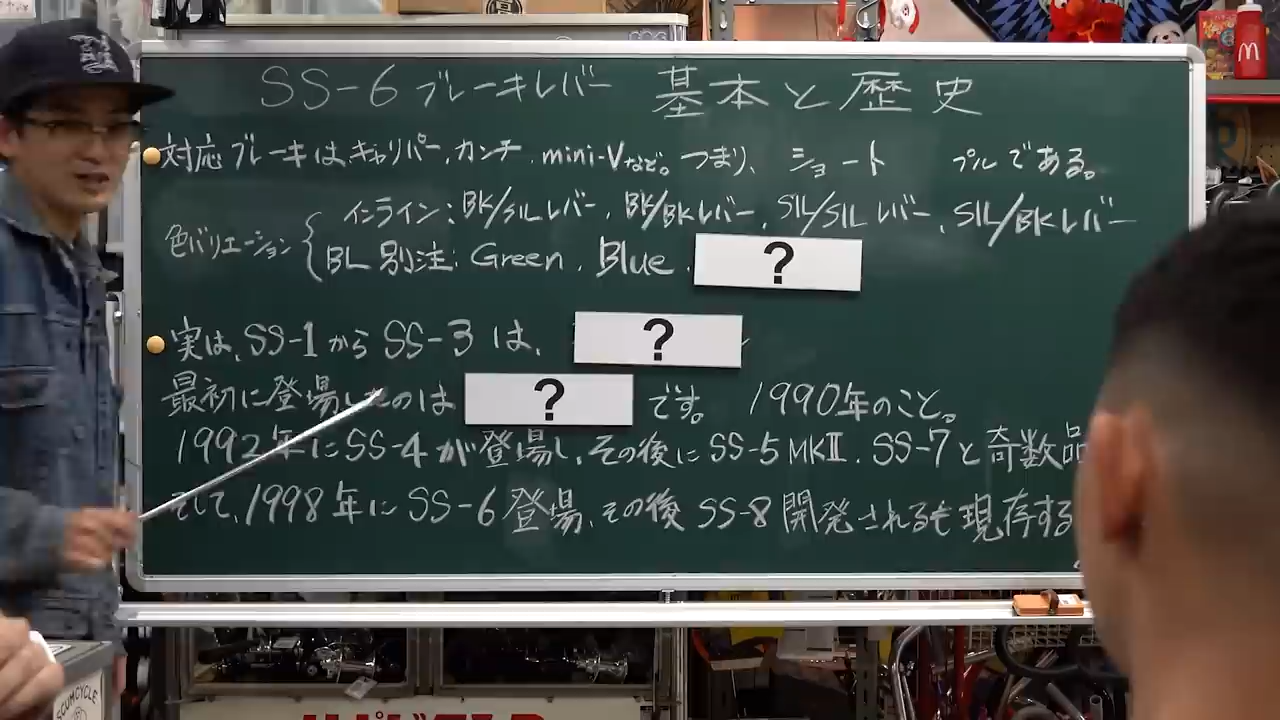 SS-6 ブレーキレバー 基本と歴史
対応ブレーキは、キャリパー、カンチ、mini-Vなど。つまり、ショート プルである。
色バリエーション
インライン:BK/SILレバー、BK/BKレバー、SIL/SILレバー、SIL/BKレバー
BL別注:Green、Blue、?
実は、SS-1からSS-3は、?
最初に登場したのは ? です。 1990年のこと。
1992年にSS-4が登場し、その後にSS-5 MKⅡ、SS-7と奇数品
そして、1998年にSS-6登場、その後SS-8開発されるも現存する
SCUMCYCLE